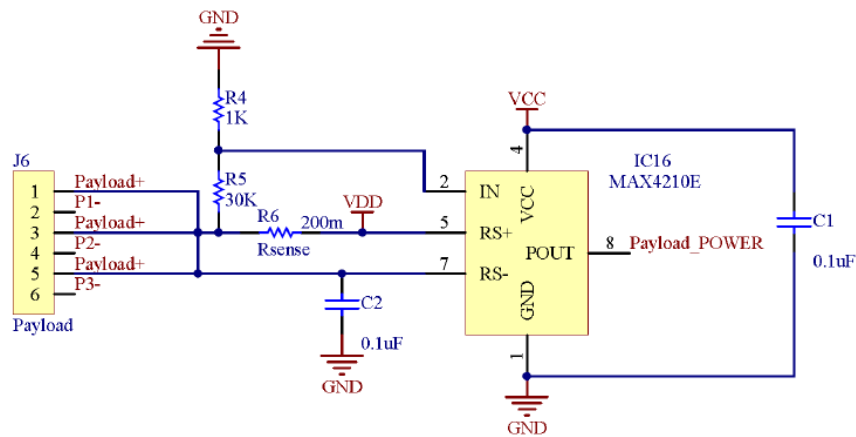 GND
R4
1K
VCC
J6
Payload+
1
P1-
2
Payload+
3
P2-
4
Payload+
5
P3-
6
Payload
R5
30K
R6
200m
Rsense
VDD
C2
0.1uF
GND
IC16
MAX4210E
4
VCC
2
IN
5
RS+
7
RS-
POUT
8
Payload_POWER
GND
1
GND
C1
0.1uF